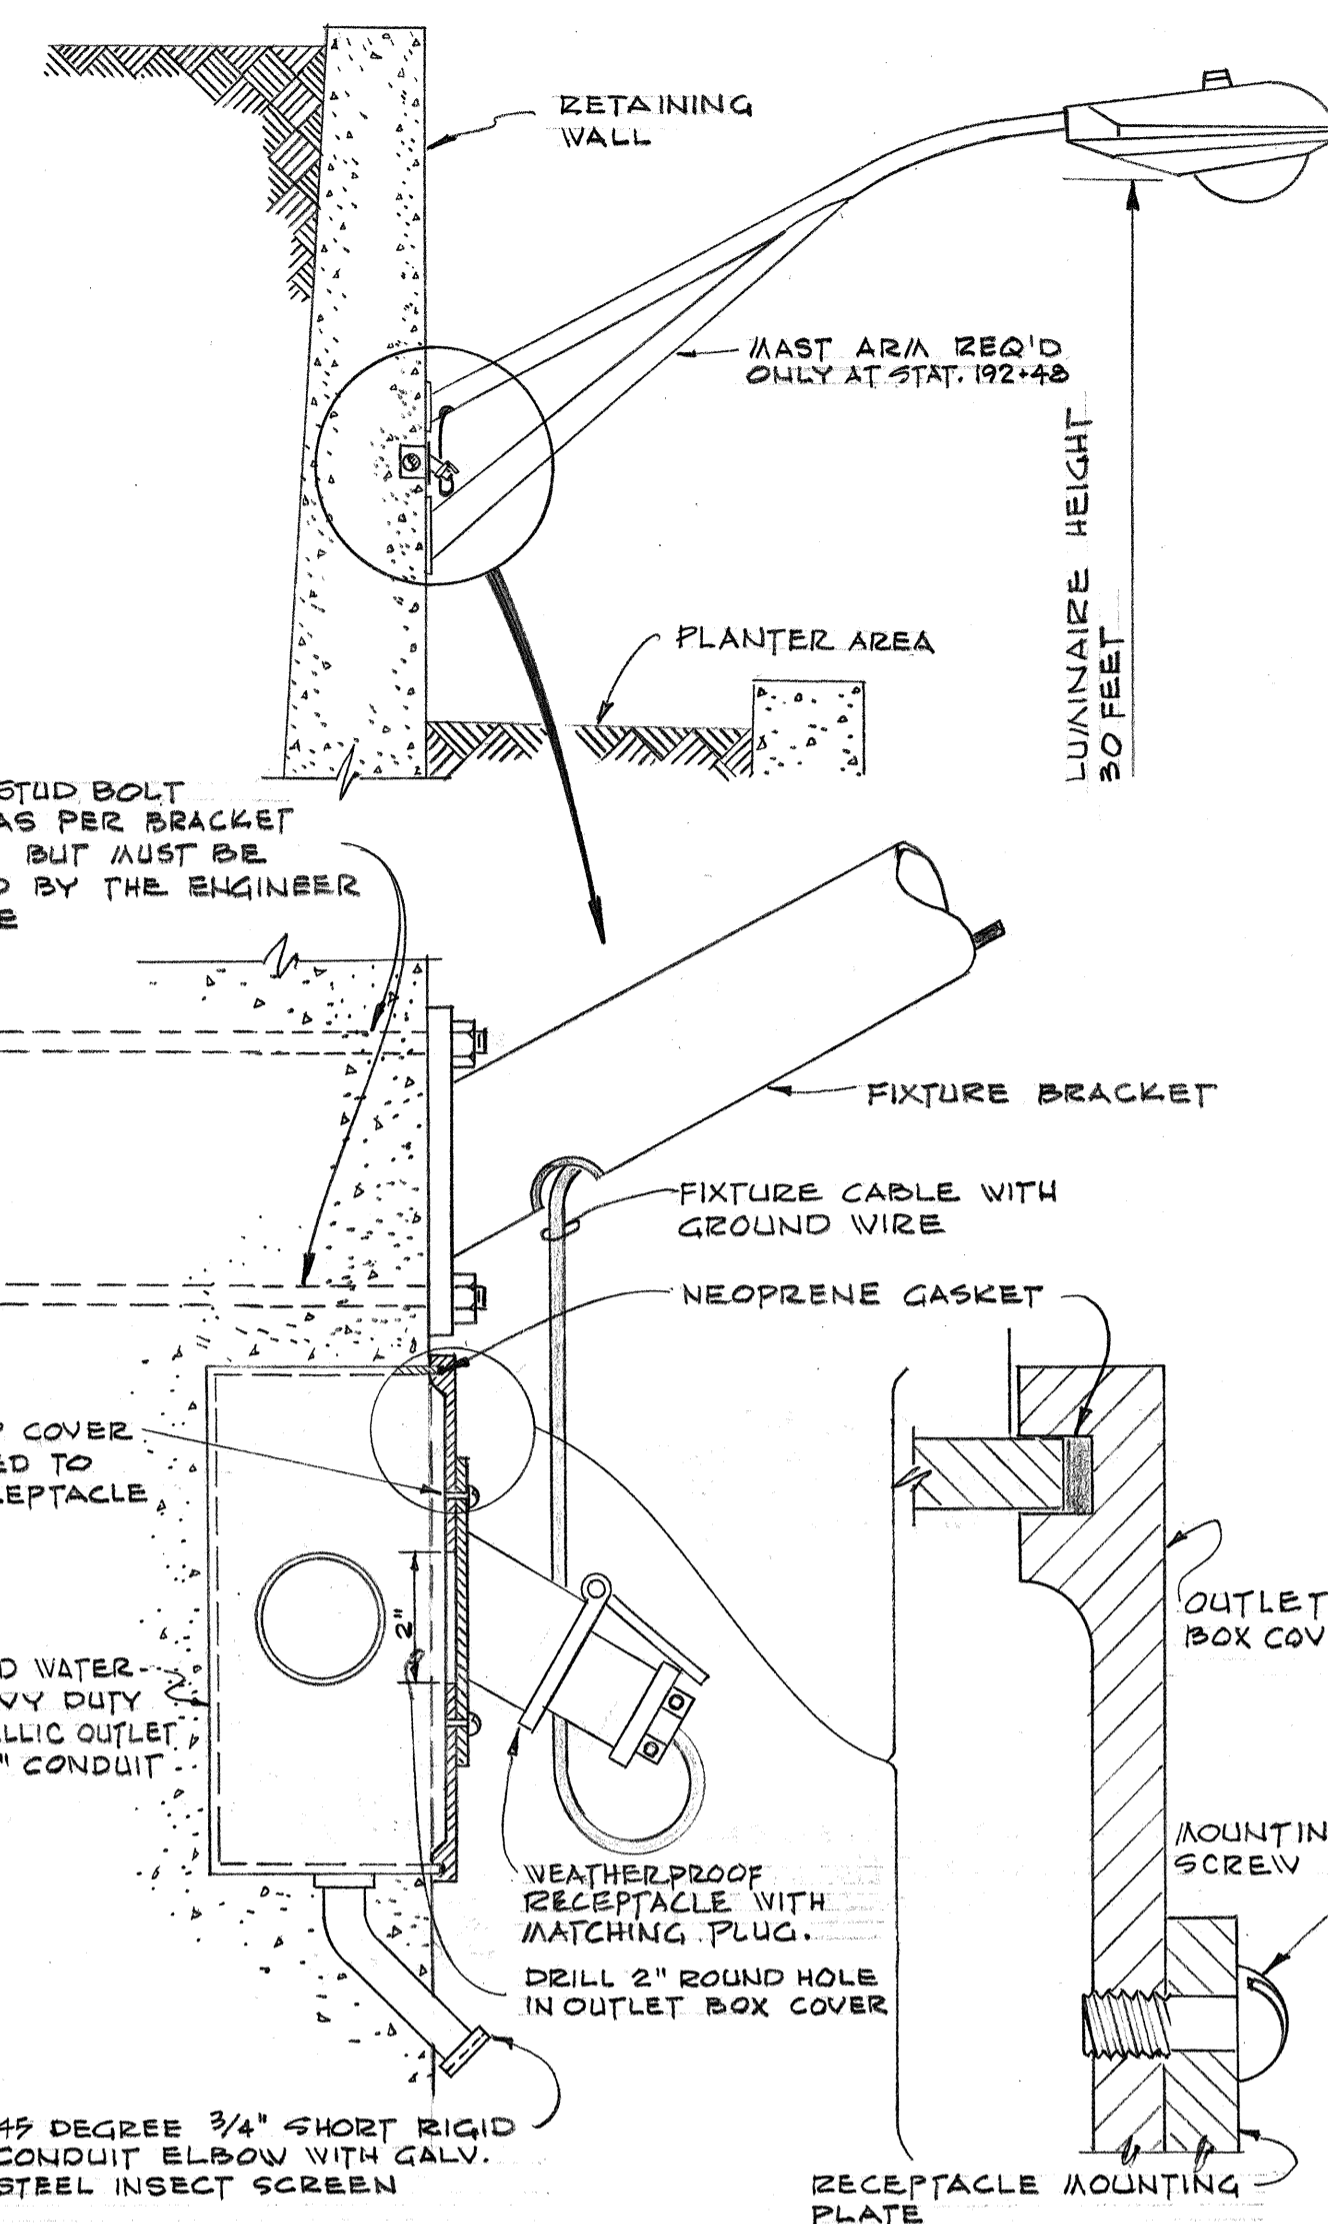 RETAINING
WALL
MAST ARM REQ'D
ONLY AT STAT. 192+48
LUMINAIRE HEIGHT
30 FEET
PLANTER AREA
STUD BOLT
AS PER BRACKET
BUT MUST BE
BY THE ENGINEER
FIXTURE BRACKET
FIXTURE CABLE WITH
GROUND WIRE
NEOPRENE GASKET
COVER
ED TO
CEPTACLE
2"
OUTLET
BOX COV
D WATER-
VY DUTY
LLIC OUTLET
" CONDUIT
MOUNTIN
SCREW
WEATHERPROOF
RECEPTACLE WITH
MATCHING PLUG.
DRILL 2" ROUND HOLE
IN OUTLET BOX COVER
45 DEGREE 3/4" SHORT RIGID
CONDUIT ELBOW WITH GALV.
STEEL INSECT SCREEN
RECEPTACLE MOUNTING
PLATE